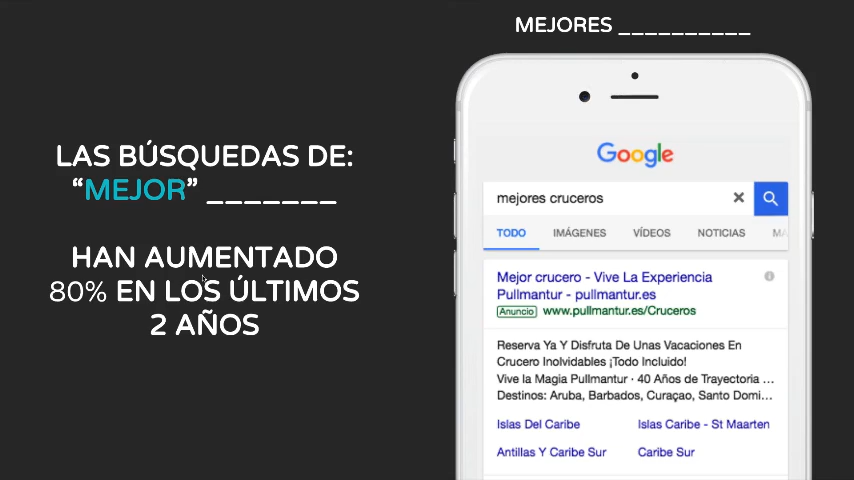 MEJORES __________
LAS BÚSQUEDAS DE:
“MEJOR” _______
HAN AUMENTADO
80% EN LOS ÚLTIMOS
2 AÑOS
Google
mejores cruceros
TODO IMÁGENES VÍDEOS NOTICIAS MA
Mejor crucero - Vive La Experiencia
Pullmantur - pullmantur.es
Anuncio www.pullmantur.es/Cruceros
Reserva Ya Y Disfruta De Unas Vacaciones En
Crucero Inolvidables ¡Todo Incluido!
Vive la Magia Pullmantur · 40 Años de Trayectoria ...
Destinos: Aruba, Barbados, Curaçao, Santo Domi...
Islas Del Caribe Islas Caribe - St Maarten
Antillas Y Caribe Sur Caribe Sur